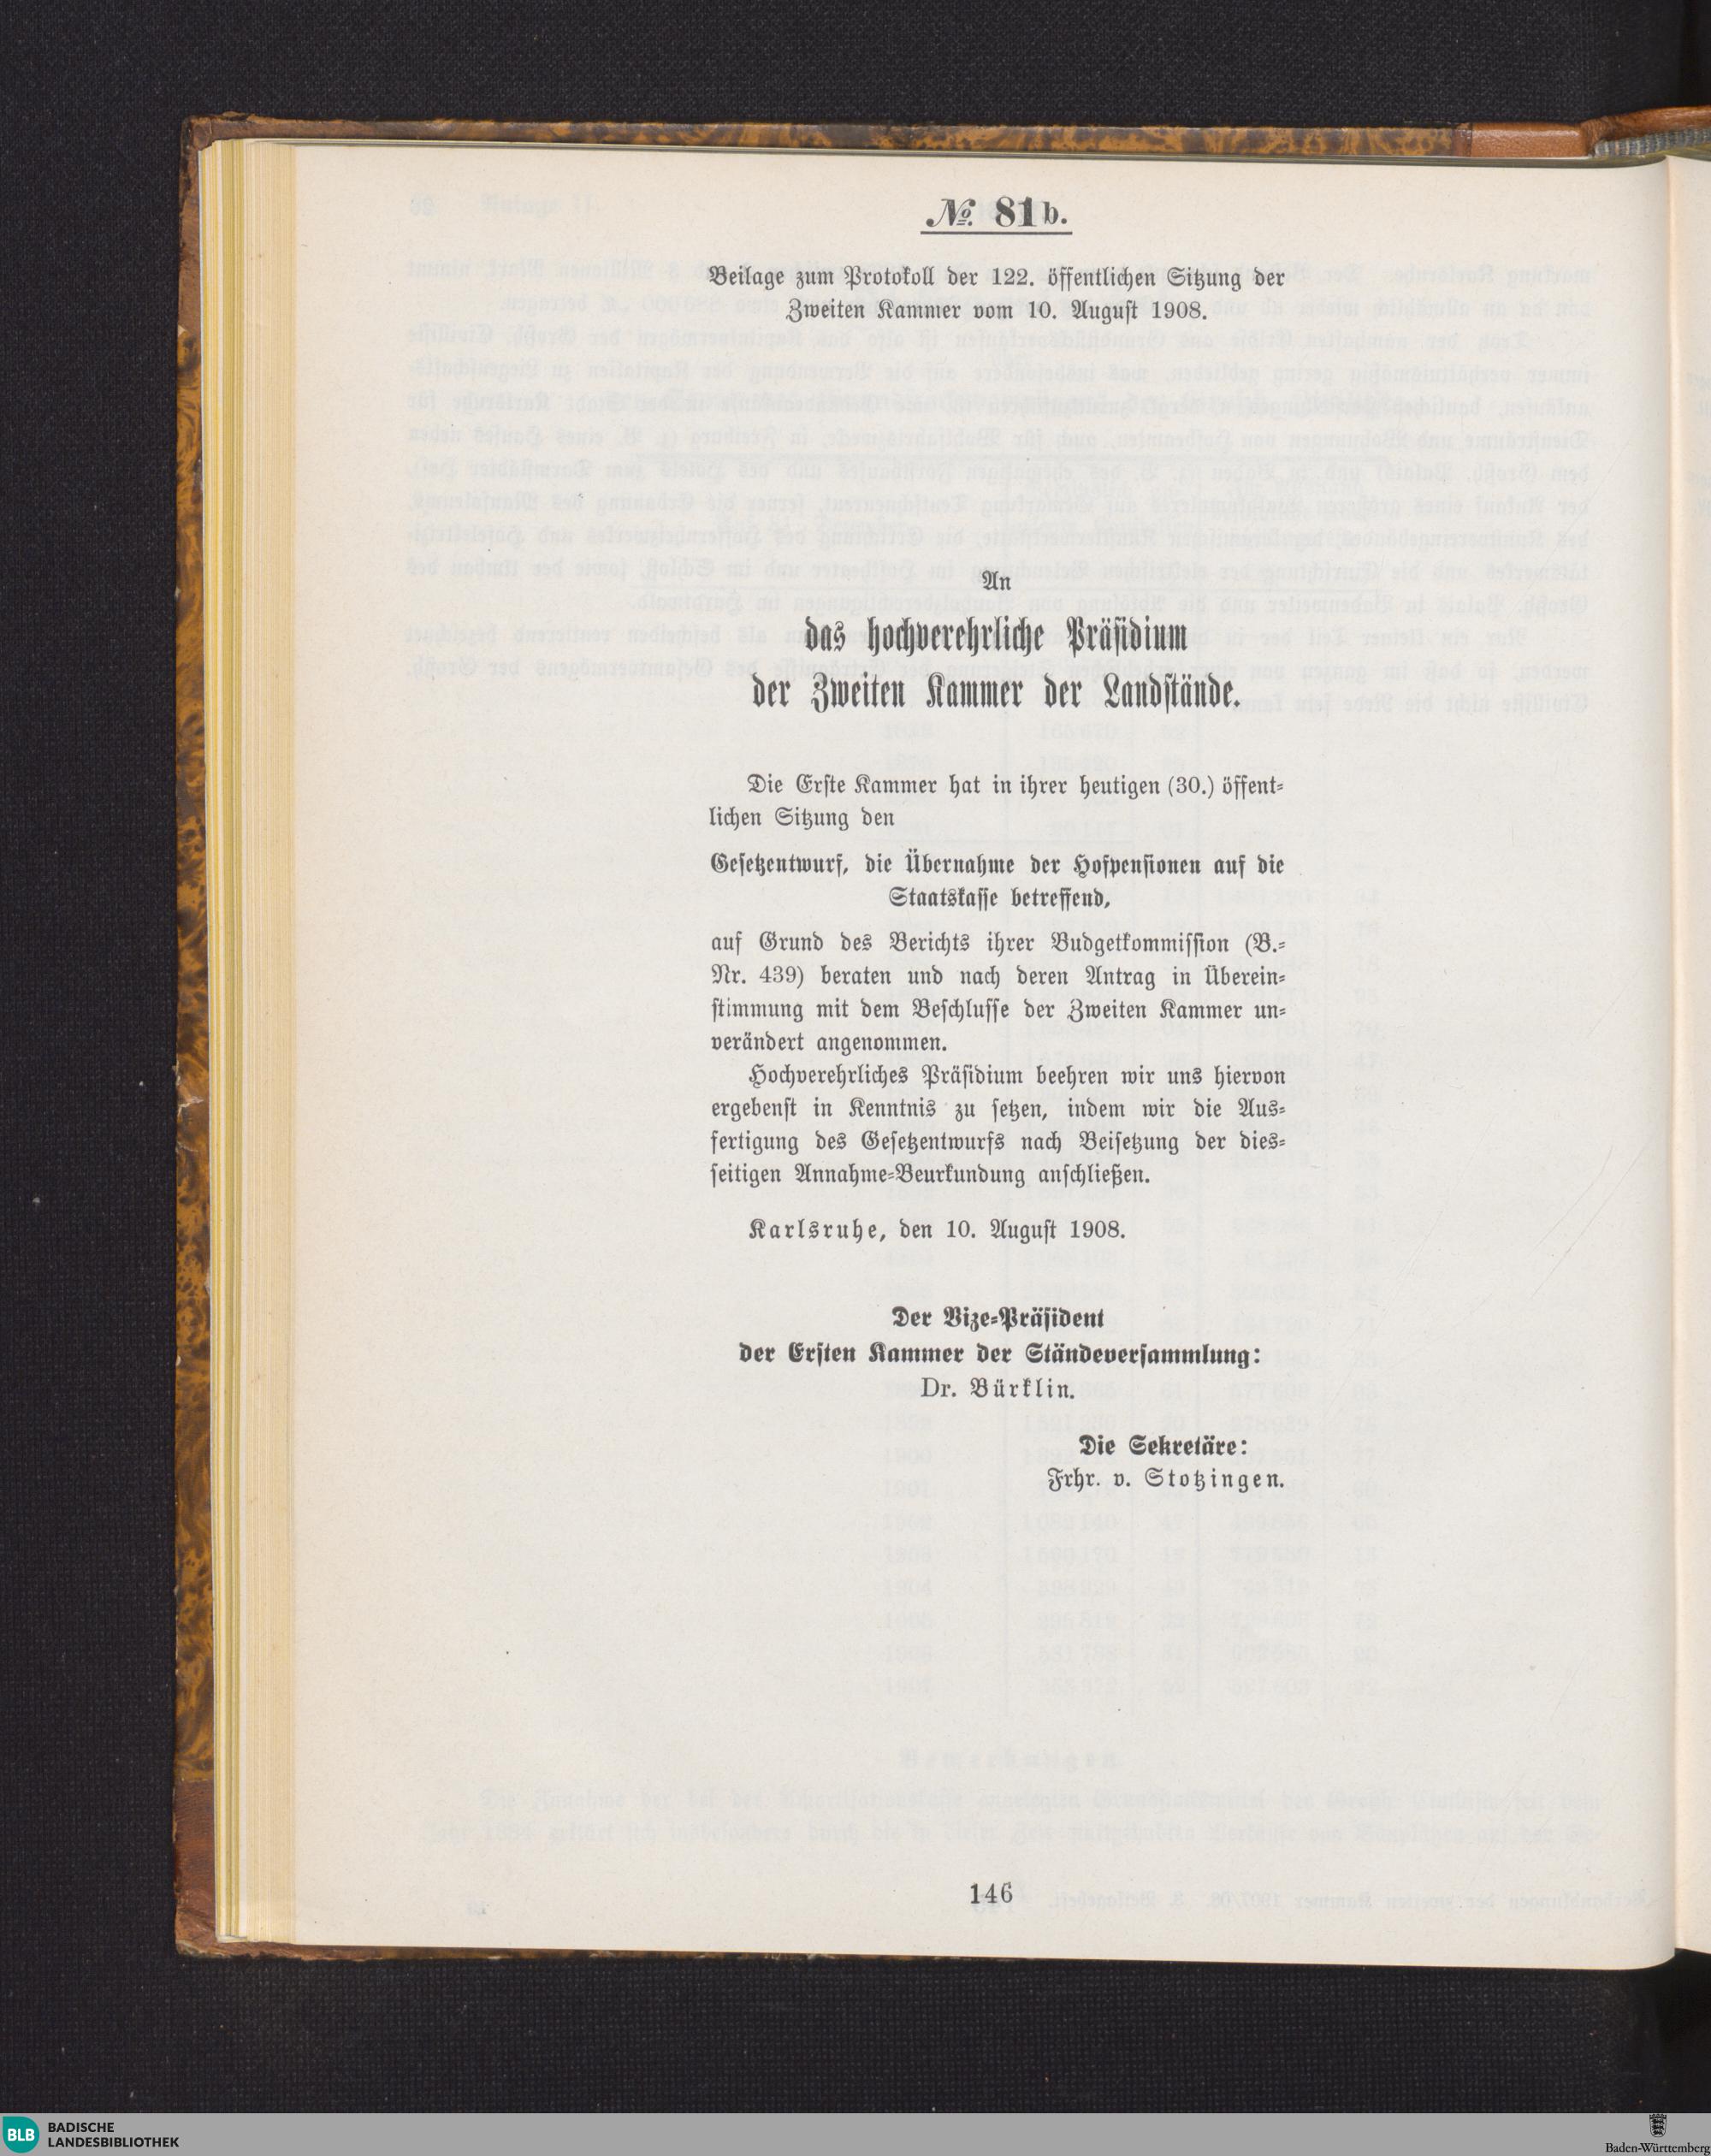 № 81b.
Beilage zum Protokoll der 122. öffentlichen Sitzung der
Zweiten Kammer vom 10. August 1908.
An
das hochverehrliche Präsidium
der Zweiten Kammer der Landstände.
Die Erste Kammer hat in ihrer heutigen (30.) öffent-
lichen Sitzung den
Gesetzentwurf, die Übernahme der Hofpensionen auf die
Staatskasse betreffend,
auf Grund des Berichts ihrer Budgetkommission (B.-
Nr. 439) beraten und nach deren Antrag in Überein-
stimmung mit dem Beschlusse der Zweiten Kammer un-
verändert angenommen.
Hochverehrliches Präsidium beehren wir uns hiervon
ergebenst in Kenntnis zu setzen, indem wir die Aus-
fertigung des Gesetzentwurfs nach Beisetzung der dies-
seitigen Annahme-Beurkundung anschließen.
Karlsruhe, den 10. August 1908.
Der Vize-Präsident
der Ersten Kammer der Ständeversammlung:
Dr. Bürklin.
Die Sekretäre:
Frhr. v. Stotzingen.
146
BLB BADISCHE
LANDESBIBLIOTHEK
Baden-Württemberg